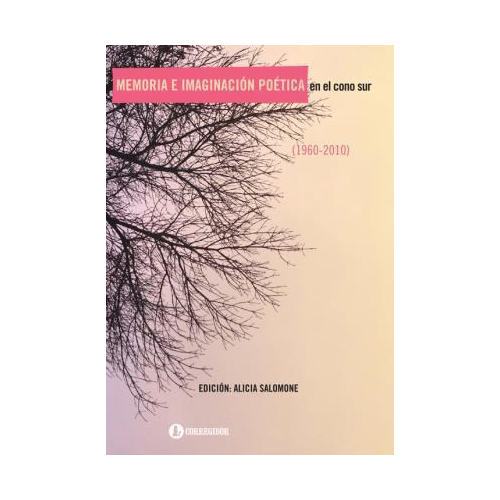 MEMORIA E IMAGINACIÓN POÉTICA en el cono sur
(1960-2010)
EDICIÓN: ALICIA SALOMONE
CORREGIDOR